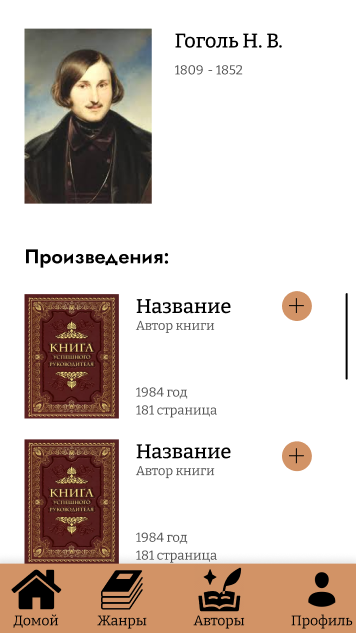 Гоголь Н. В.
1809 - 1852
Произведения:
КНИГА
УСПЕШНОГО
РУКОВОДИТЕЛЯ
Название
Автор книги
1984 год
181 страница
КНИГА
УСПЕШНОГО
РУКОВОДИТЕЛЯ
Название
Автор книги
1984 год
181 страница
Домой
Жанры
Авторы
Профиль